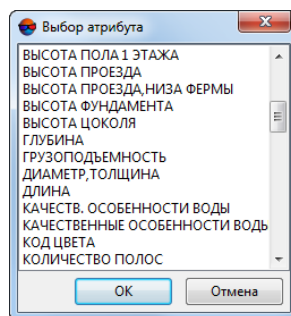 Выбор атрибута
ВЫСОТА ПОЛА 1 ЭТАЖА
ВЫСОТА ПРОЕЗДА
ВЫСОТА ПРОЕЗДА,НИЗА ФЕРМЫ
ВЫСОТА ФУНДАМЕНТА
ВЫСОТА ЦОКОЛЯ
ГЛУБИНА
ГРУЗОПОДЪЕМНОСТЬ
ДИАМЕТР,ТОЛЩИНА
ДЛИНА
КАЧЕСТВ. ОСОБЕННОСТИ ВОДЫ
КАЧЕСТВЕННЫЕ ОСОБЕННОСТИ ВОДЬ
КОД ЦВЕТА
КОЛИЧЕСТВО ПОЛОС
ОК Отмена